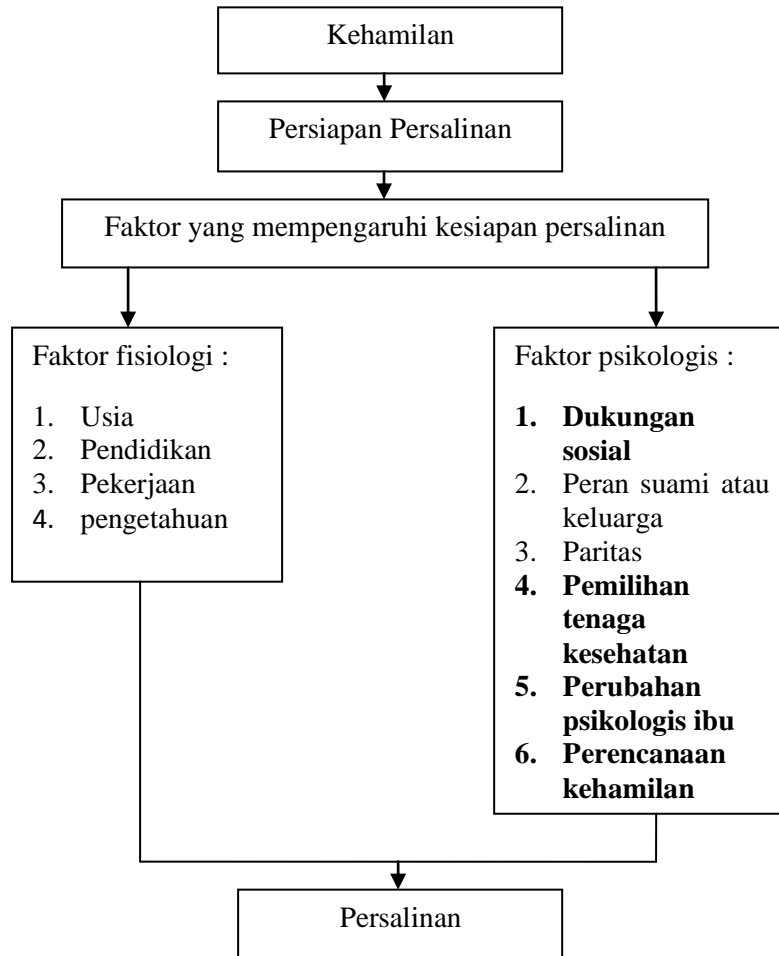 Kehamilan
Persiapan Persalinan
Faktor yang mempengaruhi kesiapan persalinan
Faktor fisiologi :
1. Usia
2. Pendidikan
3. Pekerjaan
4. pengetahuan
Faktor psikologis :
1. Dukungan
sosial
2. Peran suami atau
keluarga
3. Paritas
4. Pemilihan
tenaga
kesehatan
5. Perubahan
psikologis ibu
6. Perencanaan
kehamilan
Persalinan